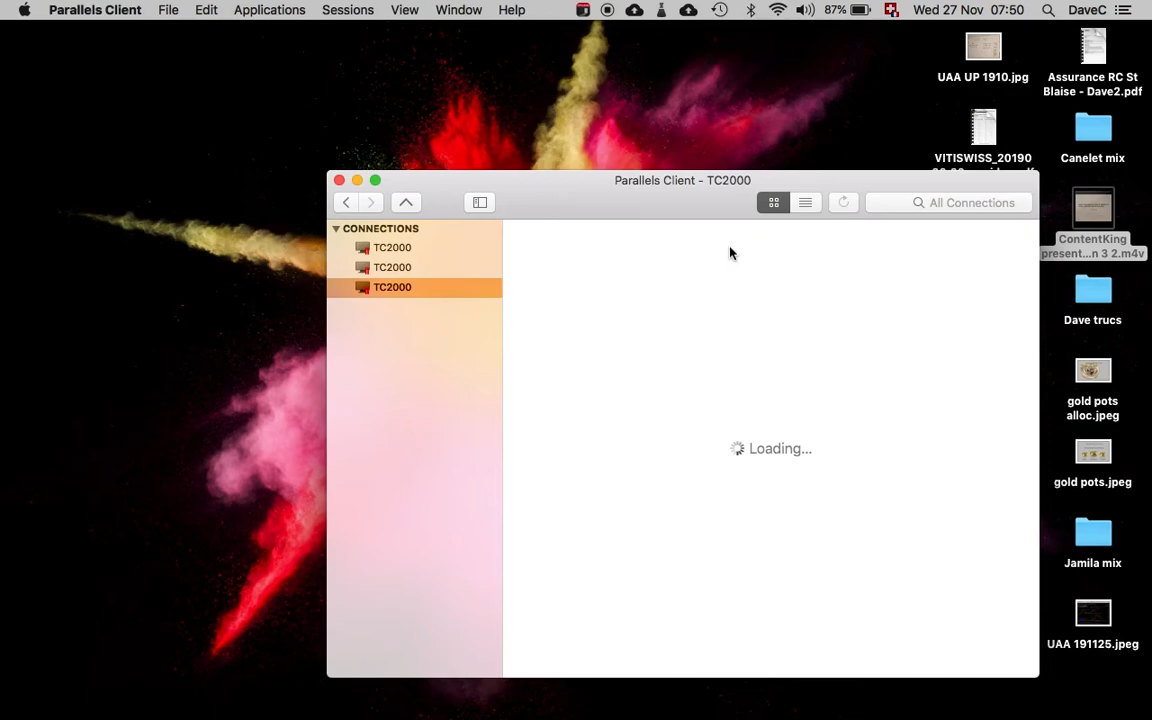 Parallels Client File Edit Applications Sessions View Window Help 87% Wed 27 Nov 07:50 DaveC
UAA UP 1910.jpg
Assurance RC St
Blaise - Dave2.pdf
VITISWISS_20190
Canelet mix
Parallels Client - TC2000
All Connections
CONNECTIONS
TC2000
TC2000
TC2000
Loading...
ContentKing
present...n 3 2.m4v
Dave trucs
gold pots
alloc.jpeg
gold pots.jpeg
Jamila mix
UAA 191125.jpeg